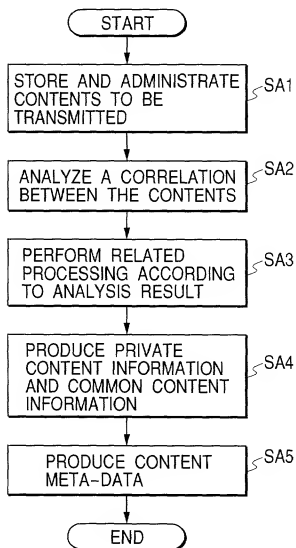 START
STORE AND ADMINISTRATE
CONTENTS TO BE
TRANSMITTED
SA1
ANALYZE A CORRELATION
BETWEEN THE CONTENTS
SA2
PERFORM RELATED
PROCESSING ACCORDING
TO ANALYSIS RESULT
SA3
PRODUCE PRIVATE
CONTENT INFORMATION
AND COMMON CONTENT
INFORMATION
SA4
PRODUCE CONTENT
META-DATA
SA5
END